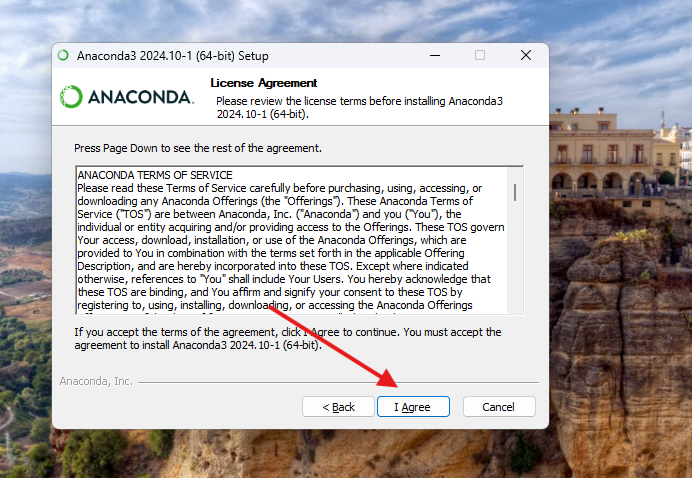 Anaconda3 2024.10-1 (64-bit) Setup
ANACONDA.
License Agreement
Please review the license terms before installing Anaconda3
2024.10-1 (64-bit).
Press Page Down to see the rest of the agreement.
ANACONDA TERMS OF SERVICE
Please read these Terms of Service carefully before purchasing, using, accessing, or
downloading any Anaconda Offerings (the "Offerings"). These Anaconda Terms of
Service ("TOS") are between Anaconda, Inc. ("Anaconda") and you ("You"), the
individual or entity acquiring and/or providing access to the Offerings. These TOS govern
Your access, download, installation, or use of the Anaconda Offerings, which are
provided to You in combination with the terms set forth in the applicable Offering
Description, and are hereby incorporated into these TOS. Except where indicated
otherwise, references to "You" shall include Your Users. You hereby acknowledge that
these TOS are binding, and You affirm and signify your consent to these TOS by
registering to, using, installing, downloading, or accessing the Anaconda Offerings
If you accept the terms of the agreement, click I Agree to continue. You must accept the
agreement to install Anaconda3 2024.10-1 (64-bit).
Anaconda, Inc.
< Back
I Agree
Cancel